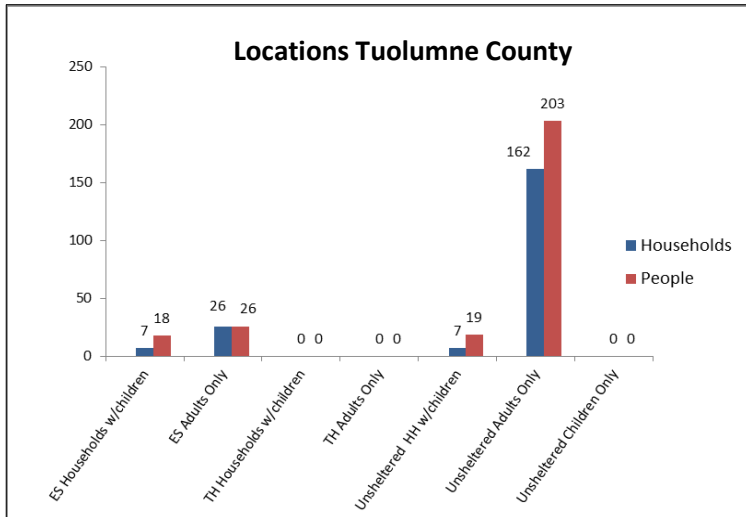 Locations Tuolumne County
250
200
150
100
50
0
7 18
26 26
0 0
0 0
7 19
162 203
0 0
ES Households w/children
ES Adults Only
TH Households w/children
TH Adults Only
Unsheltered HH w/children
Unsheltered Adults Only
Unsheltered Children Only
Households
People